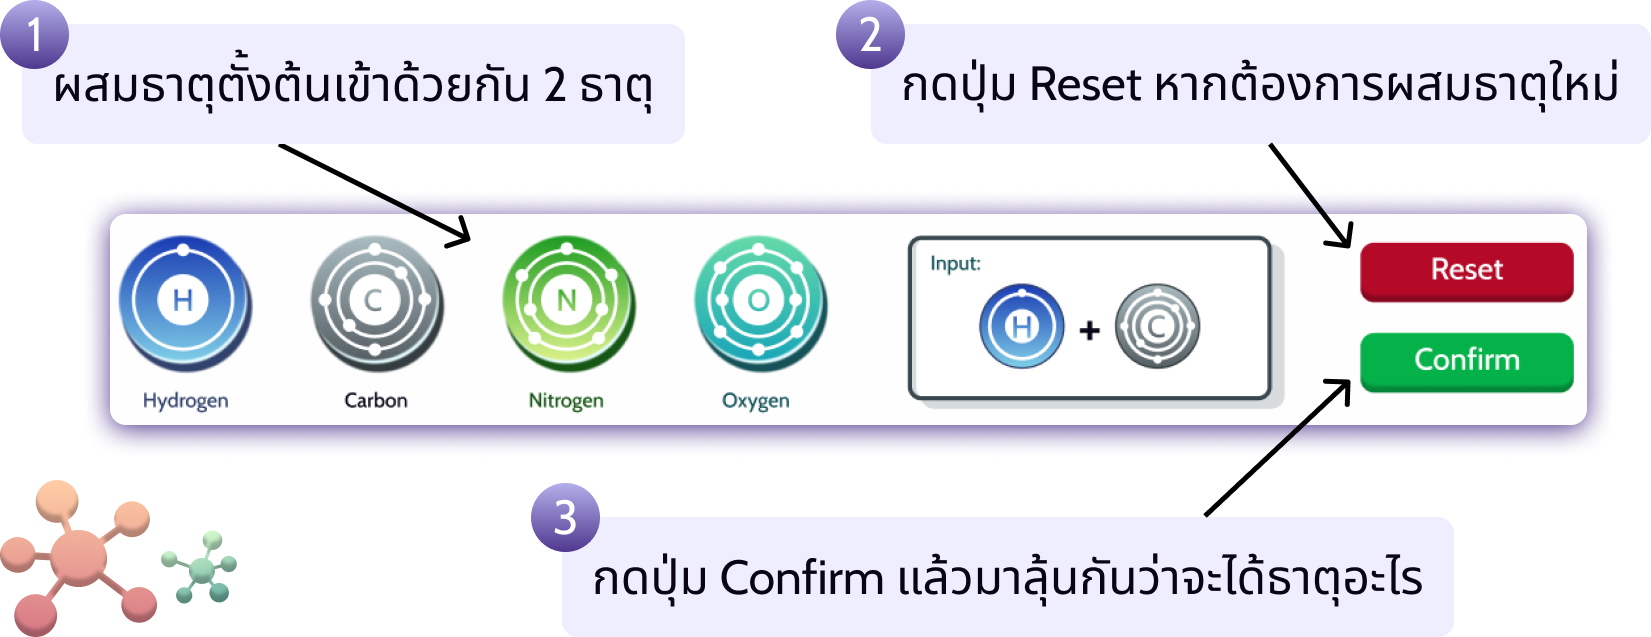 1
ผสมธาตุตั้งต้นเข้าด้วยกัน 2 ธาตุ
2
กดปุ่ม Reset หากต้องการผสมธาตุใหม่
H
C
N
O
Hydrogen
Carbon
Nitrogen
Oxygen
Input:
H + C
Reset
Confirm
3
กดปุ่ม Confirm แล้วมาลุ้นกันว่าจะได้ธาตุอะไร